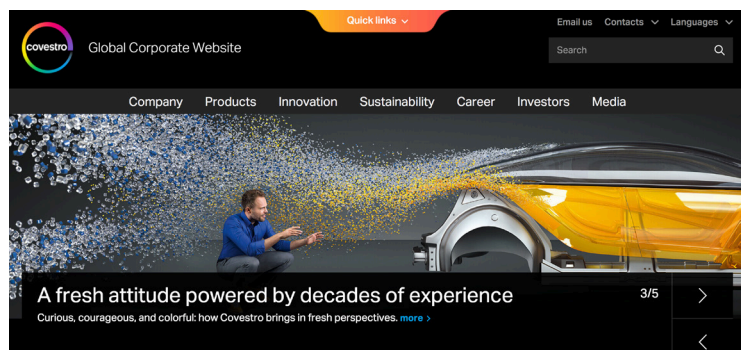 Quick links
Email us Contacts Languages
covestro
Global Corporate Website
Search
Company Products Innovation Sustainability Career Investors Media
A fresh attitude powered by decades of experience
3/5
Curious, courageous, and colorful: how Covestro brings in fresh perspectives. more >